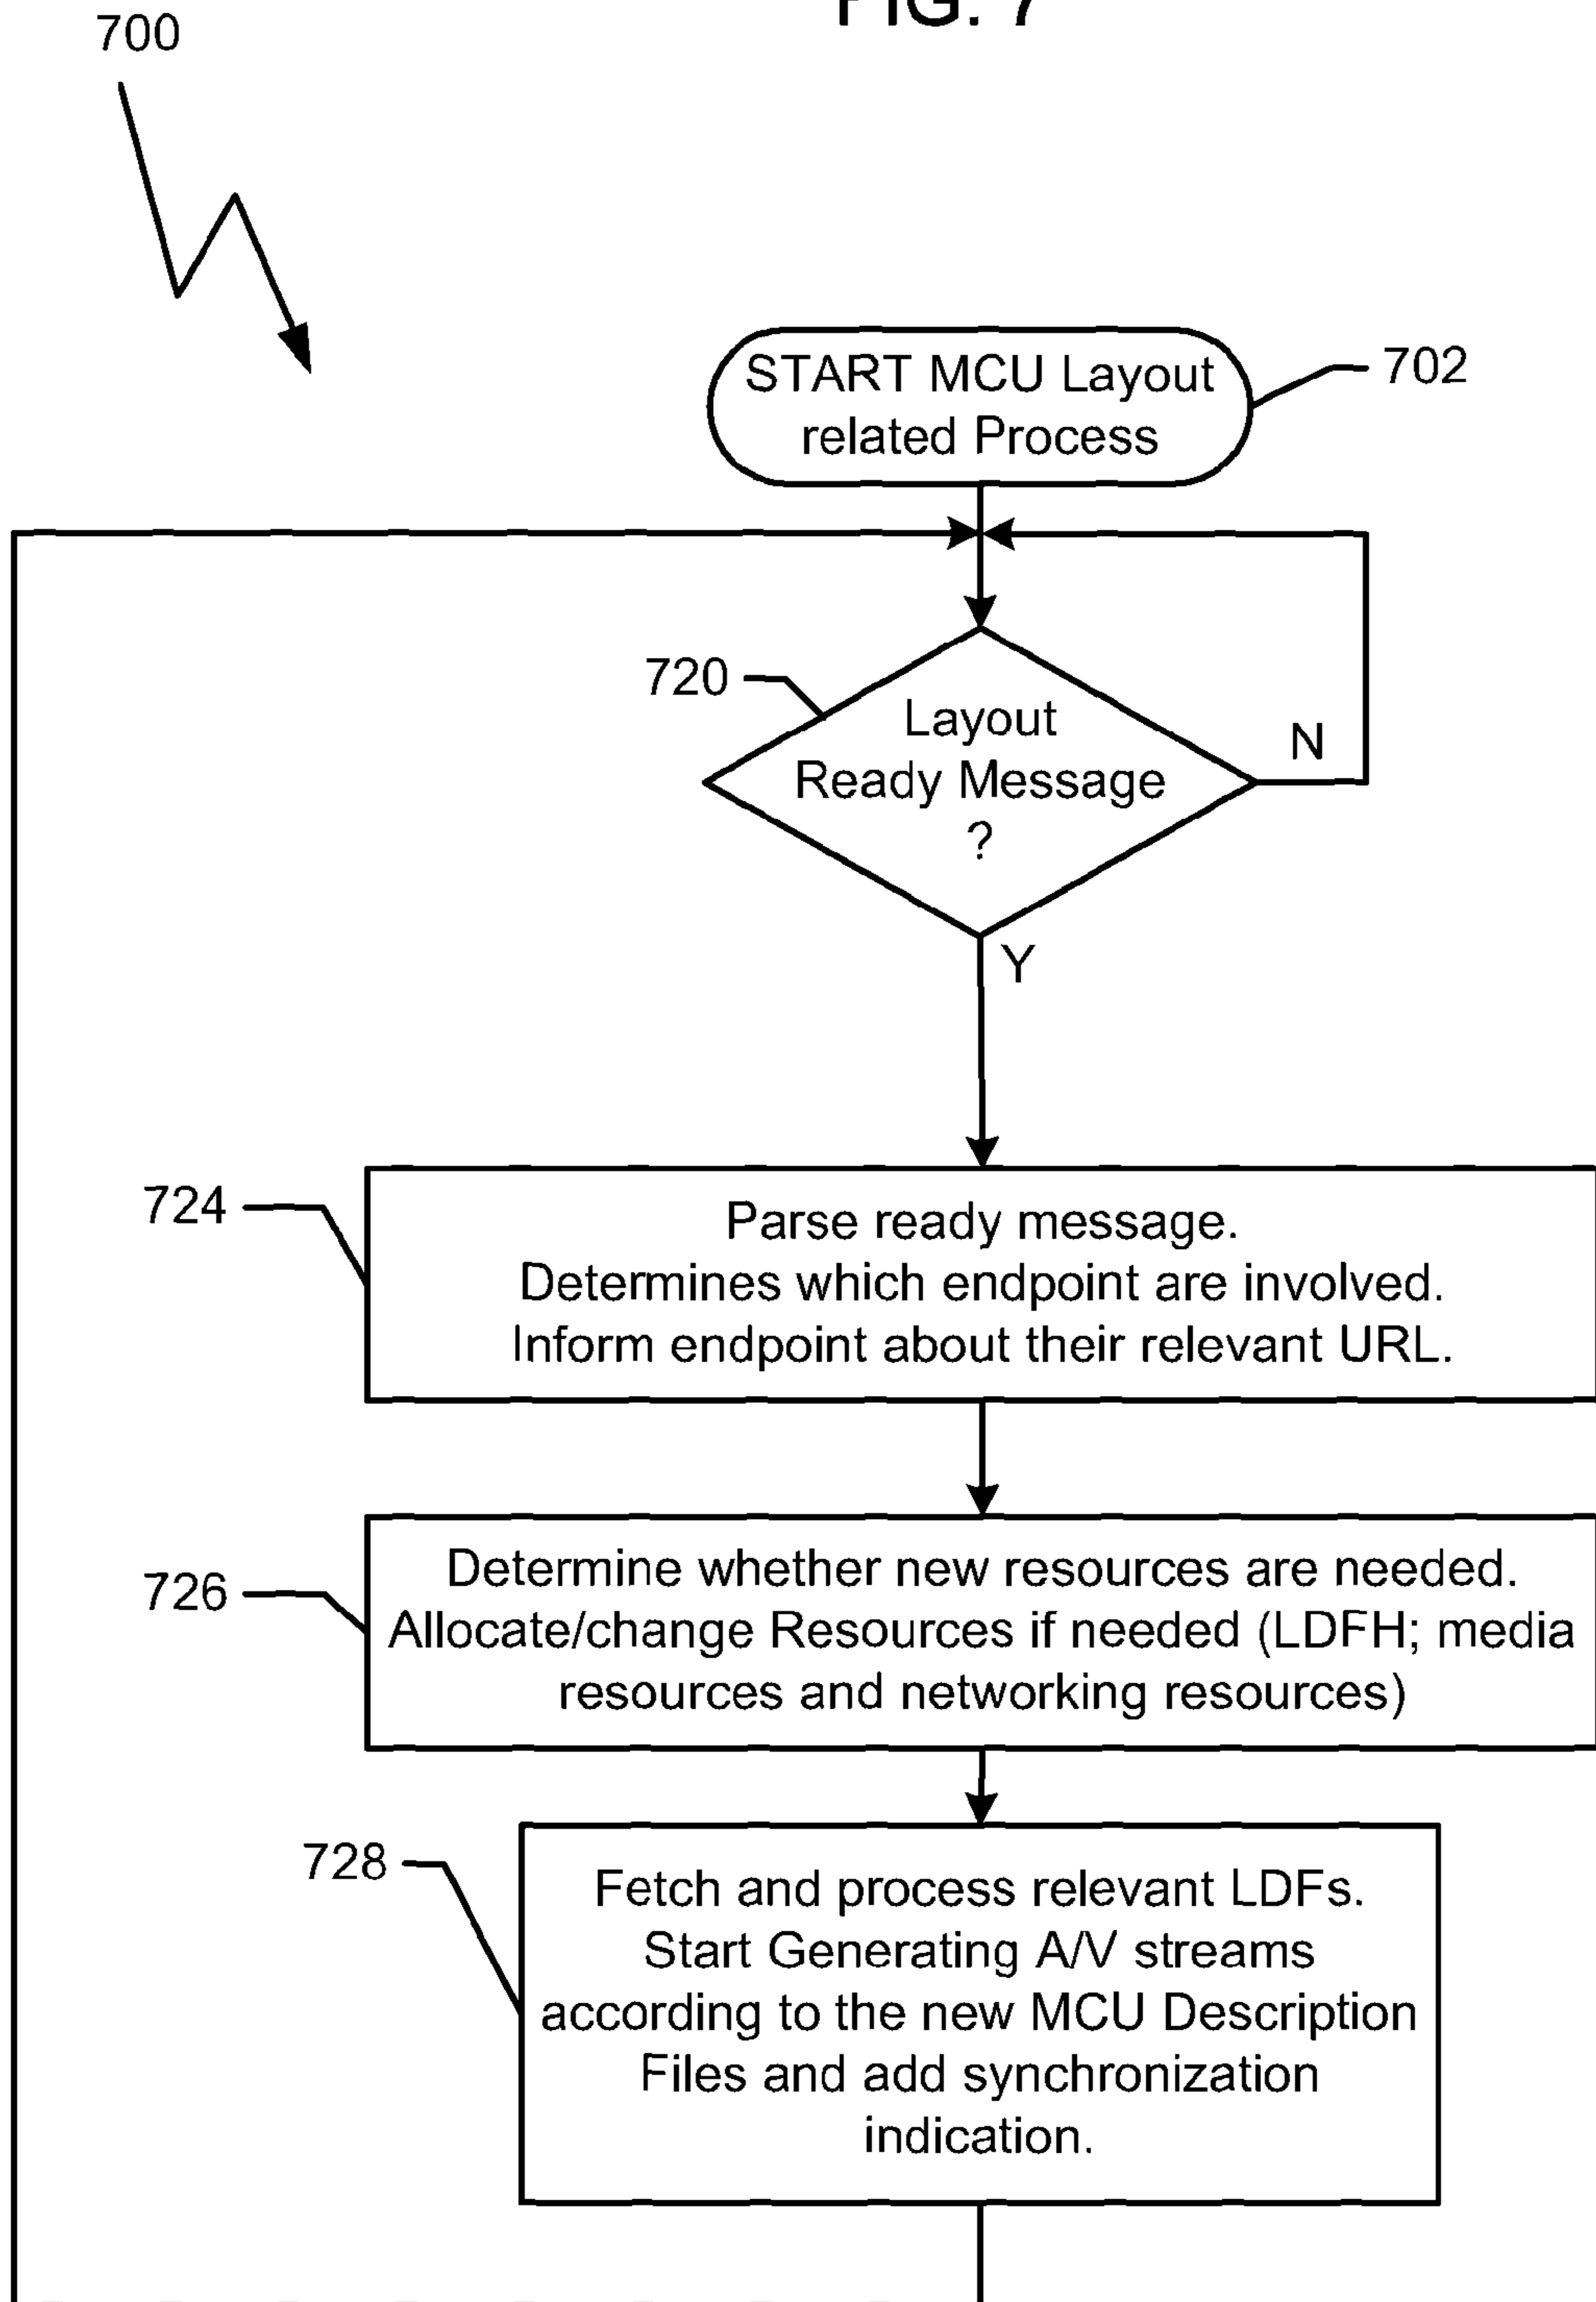 FIG. 7
700
START MCU Layout
related Process
702
720
Layout
Ready Message
?
N
Y
724
Parse ready message.
Determines which endpoint are involved.
Inform endpoint about their relevant URL.
726
Determine whether new resources are needed.
Allocate/change Resources if needed (LDFH; media
resources and networking resources)
728
Fetch and process relevant LDFs.
Start Generating A/V streams
according to the new MCU Description
Files and add synchronization
indication.